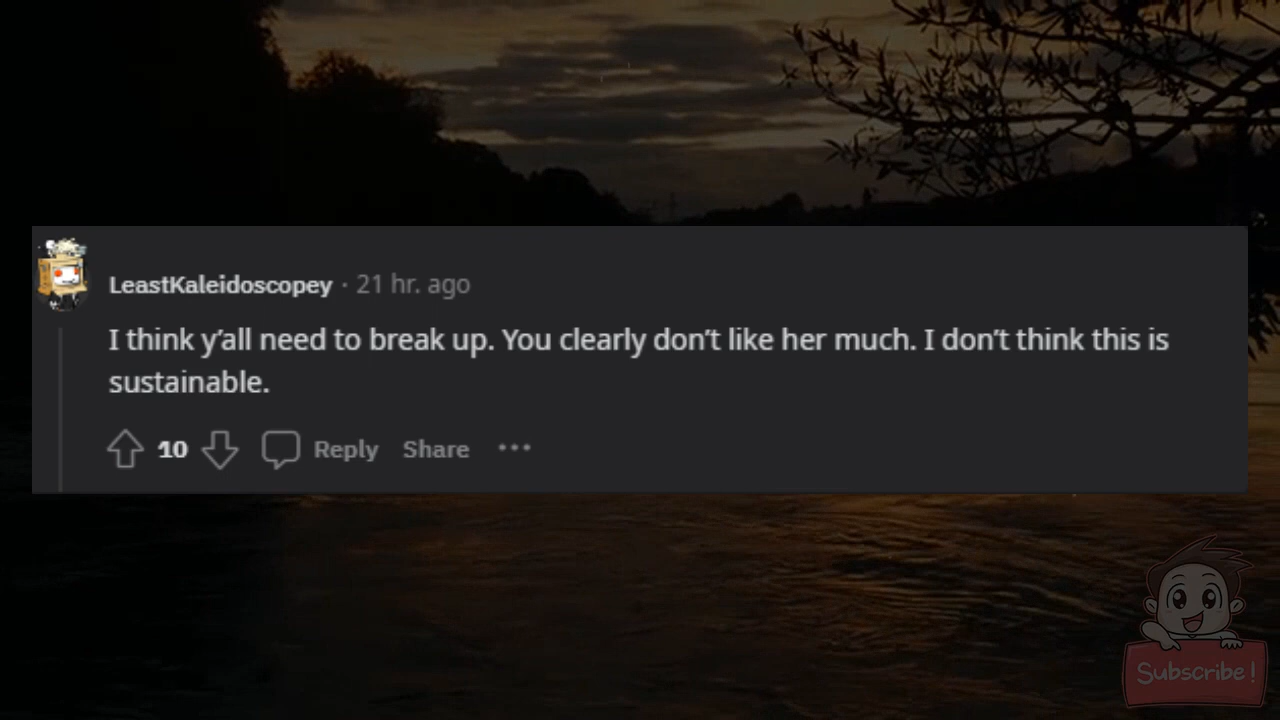 LeastKaleidoscopey · 21 hr. ago
I think y’all need to break up. You clearly don’t like her much. I don’t think this is
sustainable.
10 Reply Share ···
Subscribe!